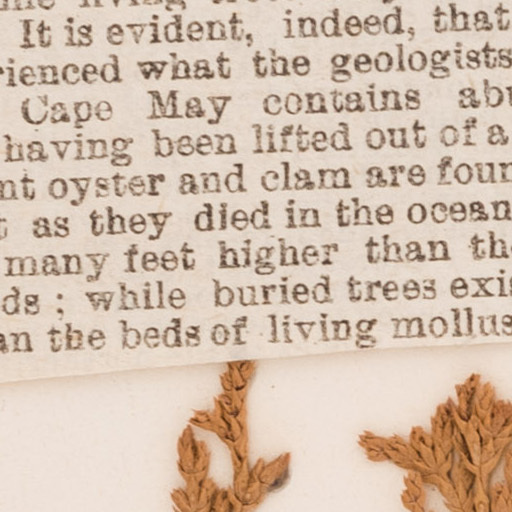 It is evident, indeed, that
rienced what the geologists
Cape May contains abu
having been lifted out of a
nt oyster and clam are foun
t as they died in the ocean
many feet higher than the
ds ; while buried trees exis
an the beds of living mollus